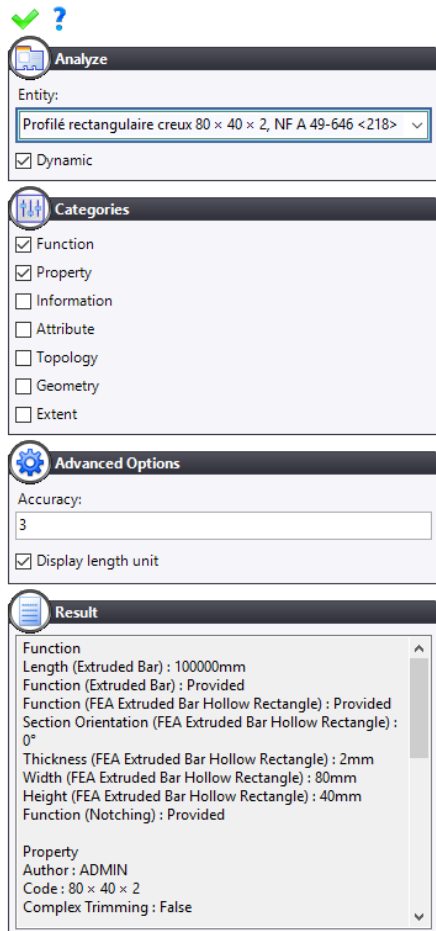 ?
Analyze
Entity:
Profilé rectangulaire creux 80 × 40 × 2, NF A 49-646 <218>
Dynamic
Categories
Function
Property
Information
Attribute
Topology
Geometry
Extent
Advanced Options
Accuracy:
3
Display length unit
Result
Function
Length (Extruded Bar) : 100000mm
Function (Extruded Bar) : Provided
Function (FEA Extruded Bar Hollow Rectangle) : Provided
Section Orientation (FEA Extruded Bar Hollow Rectangle) :
0°
Thickness (FEA Extruded Bar Hollow Rectangle) : 2mm
Width (FEA Extruded Bar Hollow Rectangle) : 80mm
Height (FEA Extruded Bar Hollow Rectangle) : 40mm
Function (Notching) : Provided
Property
Author : ADMIN
Code : 80 × 40 × 2
Complex Trimming : False